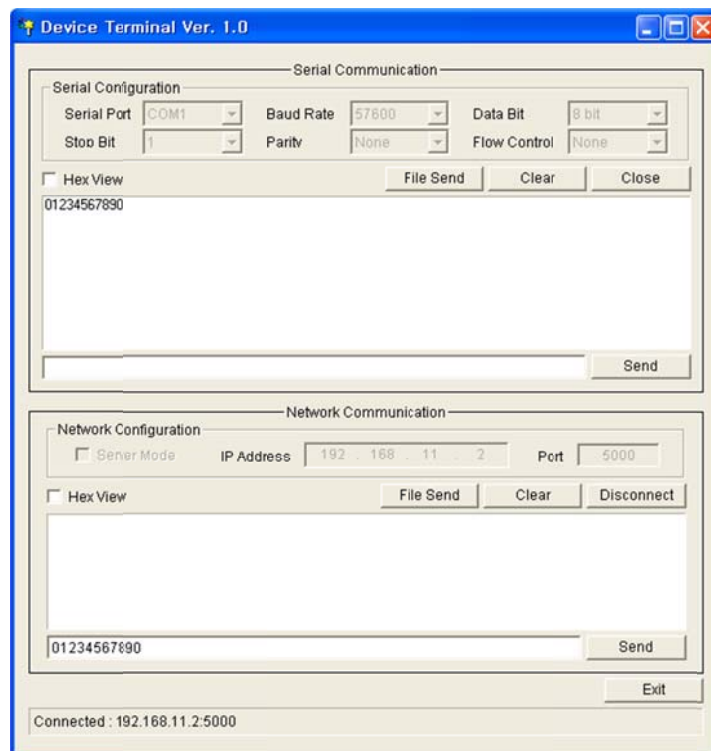 Device Terminal Ver. 1.0
Serial Communication
Serial Configuration
Serial Port COM1 Baud Rate 57600 Data Bit 8 bit
Stop Bit 1 Parity None Flow Control None
Hex View File Send Clear Close
01234567890
Send
Network Communication
Network Configuration
Server Mode IP Address 192 . 168 . 11 . 2 Port 5000
Hex View File Send Clear Disconnect
01234567890 Send
Exit
Connected : 192.168.11.2:5000